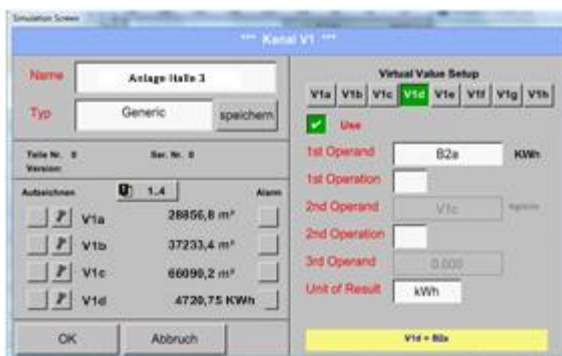 Simulation Screen
*** Kanal V1 ***
Name
Anlage Halle 3
Typ
Generic
speichern
Teile Nr. 0
Ser. Nr. 0
Version:
Aufzeichnen
1..4
Alarm
V1a
28856,8 m³
V1b
37233,4 m³
V1c
66090,2 m³
V1d
4720,75 KWh
OK
Abbruch
Virtual Value Setup
V1a V1b V1c V1d V1e V1f V1g V1h
Use
1st Operand
B2a
KWh
1st Operation
2nd Operand
V1c
2nd Operation
3rd Operand
0.000
Unit of Result
kWh
V1d = B2a